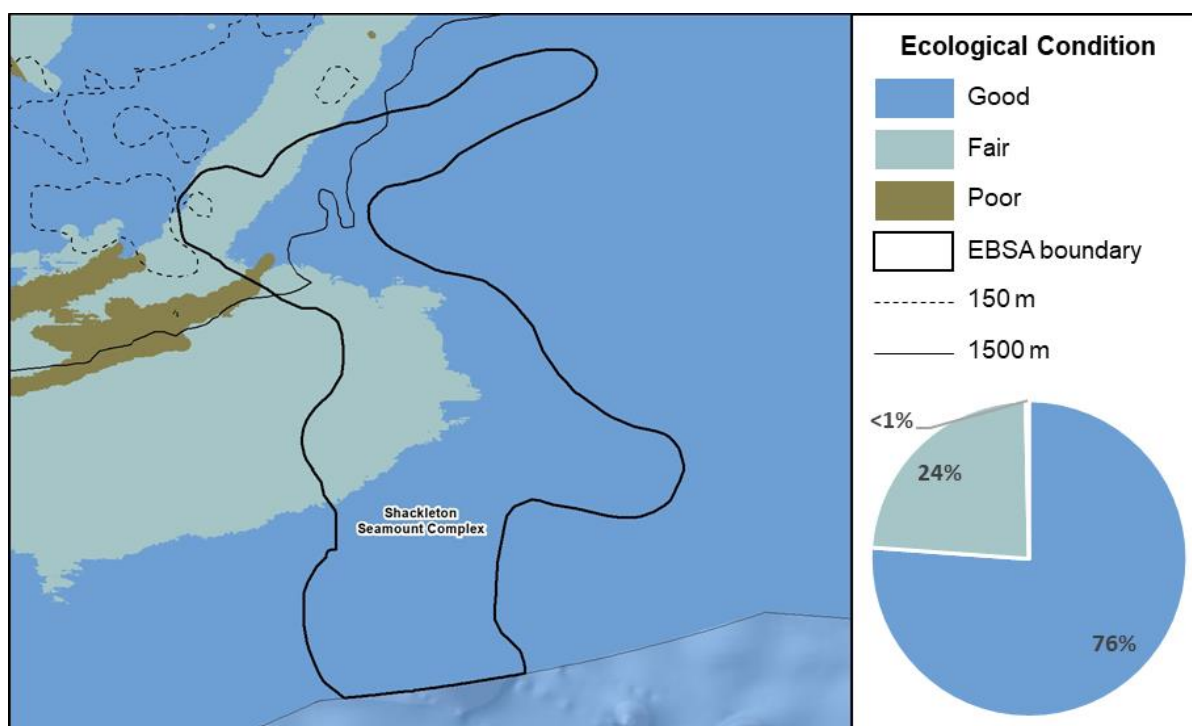 Shackleton
Seamount Complex
Ecological Condition
Good
Fair
Poor
EBSA boundary
150 m
1500 m
<1%
24%
76%